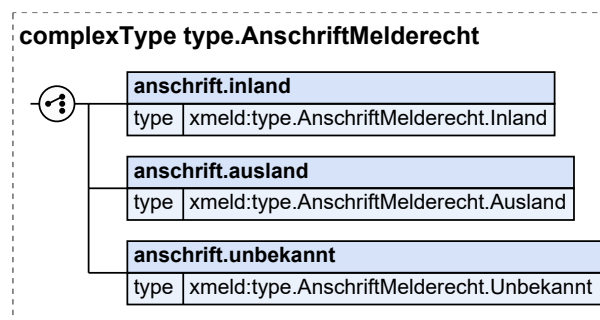 complexType type.AnschriftMelderecht
anschrift.inland
type xmeld:type.AnschriftMelderecht.Inland
anschrift.ausland
type xmeld:type.AnschriftMelderecht.Ausland
anschrift.unbekannt
type xmeld:type.AnschriftMelderecht.Unbekannt